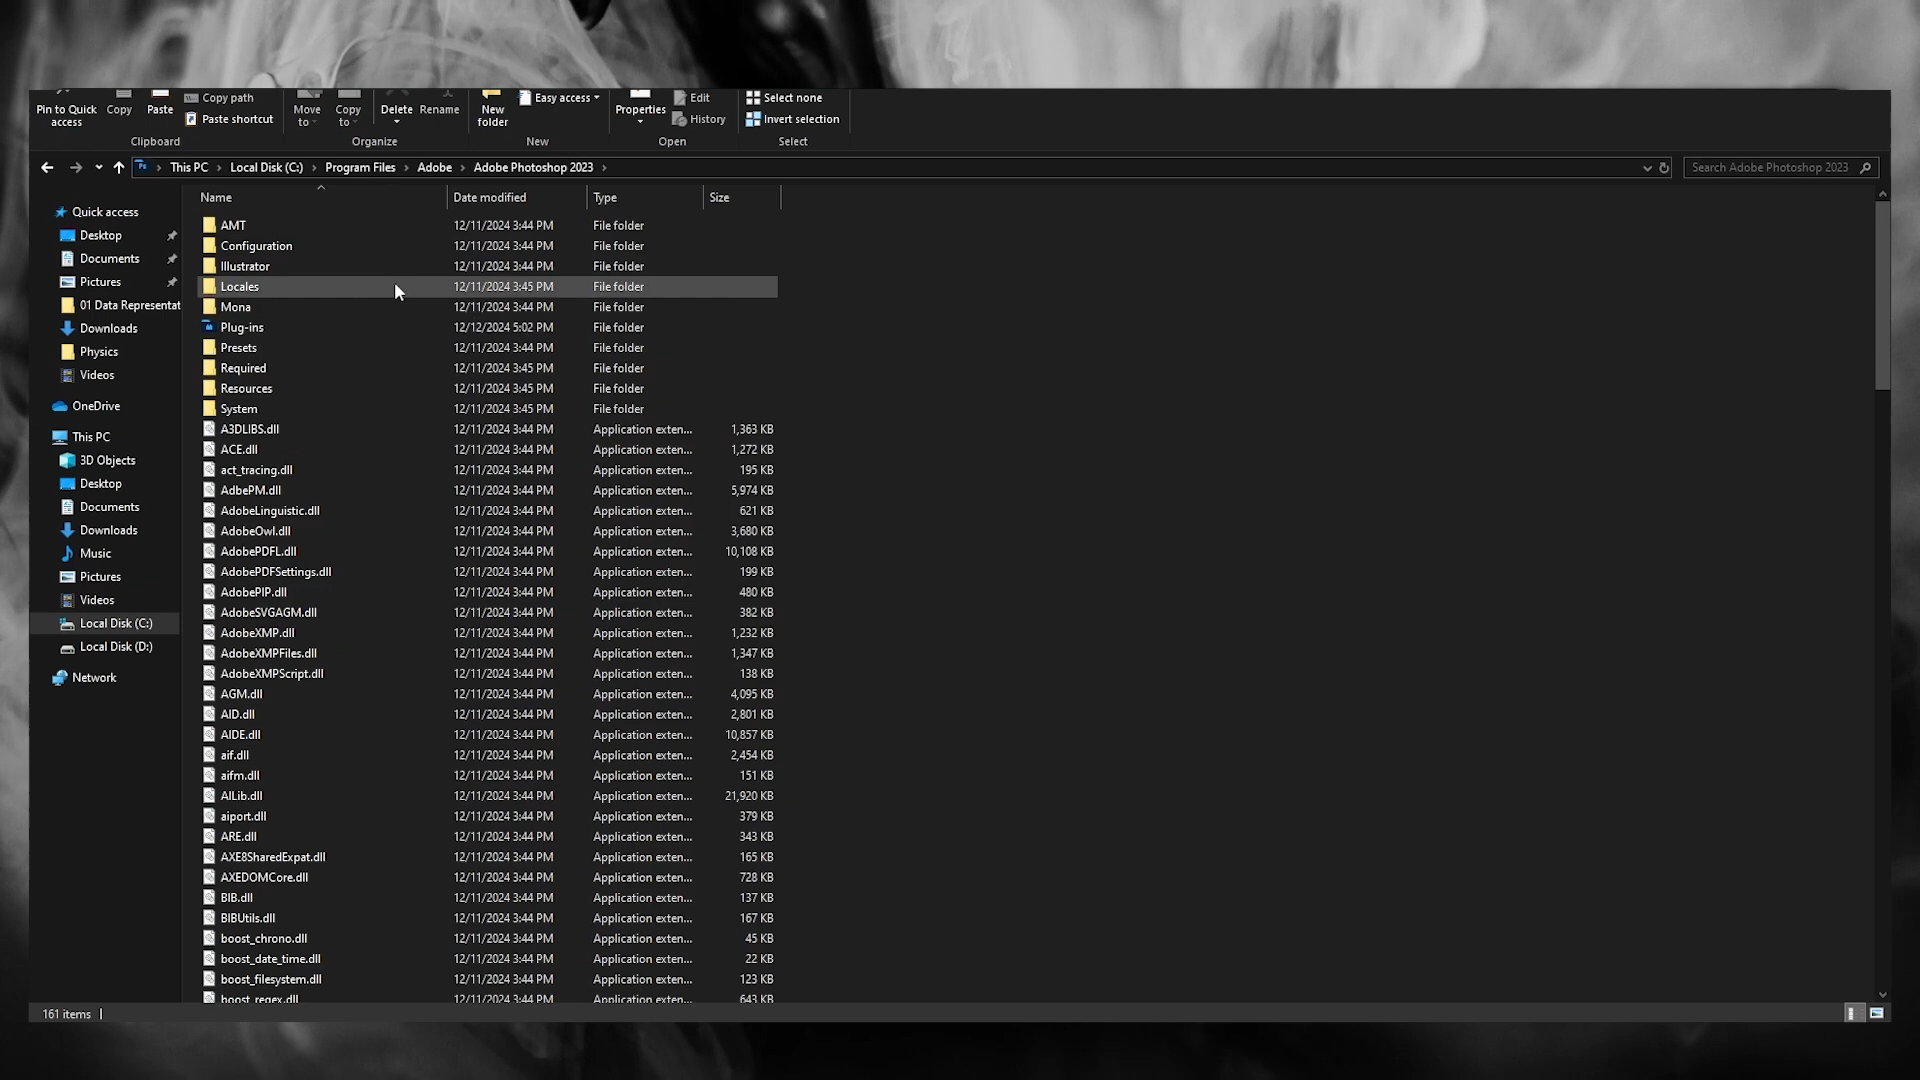 Pin to Quick access
Copy
Paste
Copy path
Paste shortcut
Clipboard
Move to
Copy to
Delete
Rename
Organize
New folder
Easy access
New
Properties
Edit
History
Open
Select none
Invert selection
Select
This PC > Local Disk (C:) > Program Files > Adobe > Adobe Photoshop 2023 >
Search Adobe Photoshop 2023
Quick access
Desktop
Documents
Pictures
01 Data Representat
Downloads
Physics
Videos
OneDrive
This PC
3D Objects
Desktop
Documents
Downloads
Music
Pictures
Videos
Local Disk (C:)
Local Disk (D:)
Network
Name Date modified Type Size
AMT 12/11/2024 3:44 PM File folder
Configuration 12/11/2024 3:44 PM File folder
Illustrator 12/11/2024 3:44 PM File folder
Locales 12/11/2024 3:45 PM File folder
Mona 12/11/2024 3:44 PM File folder
Plug-ins 12/12/2024 5:02 PM File folder
Presets 12/11/2024 3:44 PM File folder
Required 12/11/2024 3:45 PM File folder
Resources 12/11/2024 3:45 PM File folder
System 12/11/2024 3:45 PM File folder
A3DLIBS.dll 12/11/2024 3:44 PM Application exten... 1,363 KB
ACE.dll 12/11/2024 3:44 PM Application exten... 1,272 KB
act_tracing.dll 12/11/2024 3:44 PM Application exten... 195 KB
AdbePM.dll 12/11/2024 3:44 PM Application exten... 5,974 KB
AdobeLinguistic.dll 12/11/2024 3:44 PM Application exten... 621 KB
AdobeOwl.dll 12/11/2024 3:44 PM Application exten... 3,680 KB
AdobePDFL.dll 12/11/2024 3:44 PM Application exten... 10,108 KB
AdobePDFSettings.dll 12/11/2024 3:44 PM Application exten... 199 KB
AdobePIP.dll 12/11/2024 3:44 PM Application exten... 480 KB
AdobeSVGAGM.dll 12/11/2024 3:44 PM Application exten... 382 KB
AdobeXMP.dll 12/11/2024 3:44 PM Application exten... 1,232 KB
AdobeXMPFiles.dll 12/11/2024 3:44 PM Application exten... 1,347 KB
AdobeXMPScript.dll 12/11/2024 3:44 PM Application exten... 138 KB
AGM.dll 12/11/2024 3:44 PM Application exten... 4,095 KB
AID.dll 12/11/2024 3:44 PM Application exten... 2,801 KB
AIDE.dll 12/11/2024 3:44 PM Application exten... 10,857 KB
aif.dll 12/11/2024 3:44 PM Application exten... 2,454 KB
aifm.dll 12/11/2024 3:44 PM Application exten... 151 KB
AILib.dll 12/11/2024 3:44 PM Application exten... 21,920 KB
aiport.dll 12/11/2024 3:44 PM Application exten... 379 KB
ARE.dll 12/11/2024 3:44 PM Application exten... 343 KB
AXE8SharedExpat.dll 12/11/2024 3:44 PM Application exten... 165 KB
AXEDOMCore.dll 12/11/2024 3:44 PM Application exten... 728 KB
BIB.dll 12/11/2024 3:44 PM Application exten... 137 KB
BIBUtils.dll 12/11/2024 3:44 PM Application exten... 167 KB
boost_chrono.dll 12/11/2024 3:44 PM Application exten... 45 KB
boost_date_time.dll 12/11/2024 3:44 PM Application exten... 22 KB
boost_filesystem.dll 12/11/2024 3:44 PM Application exten... 123 KB
boost_regex.dll 12/11/2024 3:44 PM Application exten... 643 KB
161 items